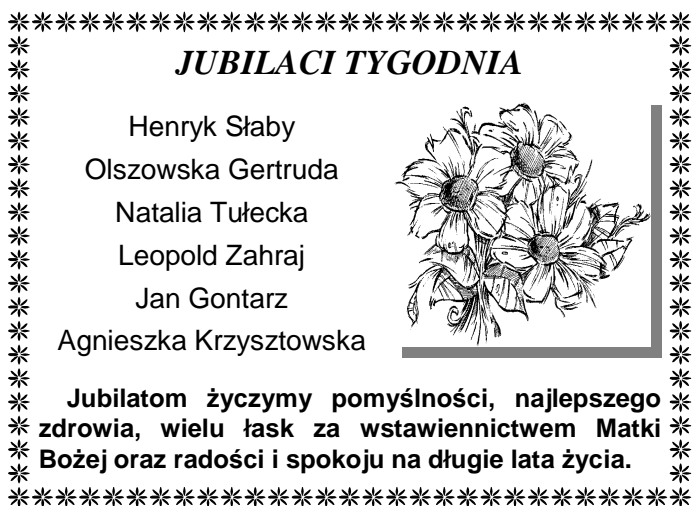 JUBILACI TYGODNIA
Henryk Słaby
Olszowska Gertruda
Natalia Tułecka
Leopold Zahraj
Jan Gontarz
Agnieszka Krzysztowska
Jubilatom życzymy pomyślności, najlepszego
zdrowia, wielu łask za wstawiennictwem Matki
Bożej oraz radości i spokoju na długie lata życia.